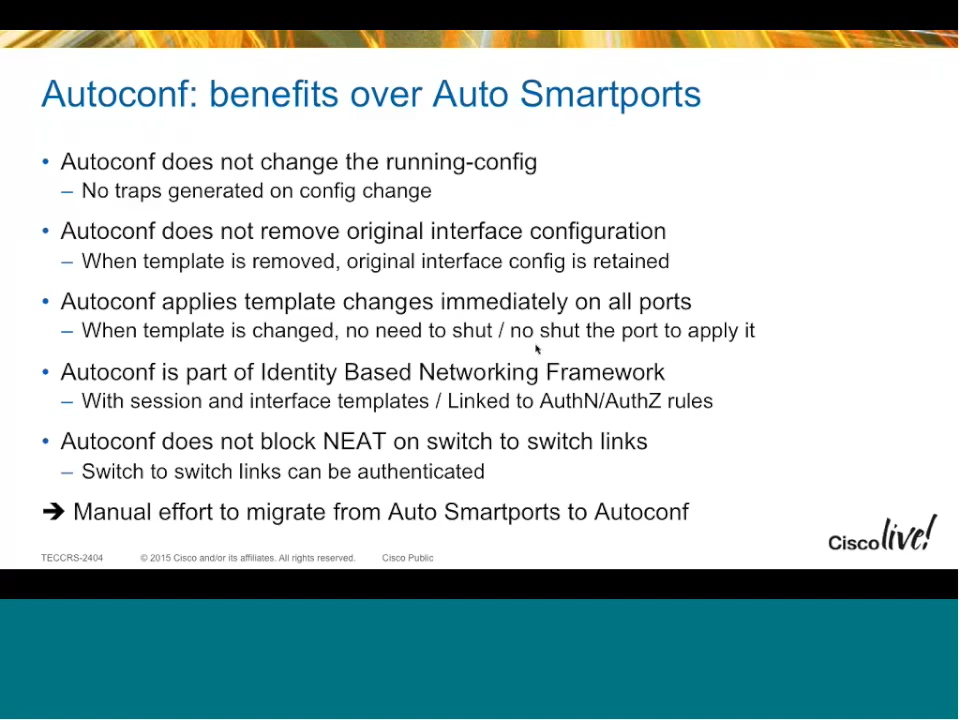 Autoconf: benefits over Auto Smartports
• Autoconf does not change the running-config
– No traps generated on config change
• Autoconf does not remove original interface configuration
– When template is removed, original interface config is retained
• Autoconf applies template changes immediately on all ports
– When template is changed, no need to shut / no shut the port to apply it
• Autoconf is part of Identity Based Networking Framework
– With session and interface templates / Linked to AuthN/AuthZ rules
• Autoconf does not block NEAT on switch to switch links
– Switch to switch links can be authenticated
➔ Manual effort to migrate from Auto Smartports to Autoconf
Cisco live!
TECCRS-2404 © 2015 Cisco and/or its affiliates. All rights reserved. Cisco Public